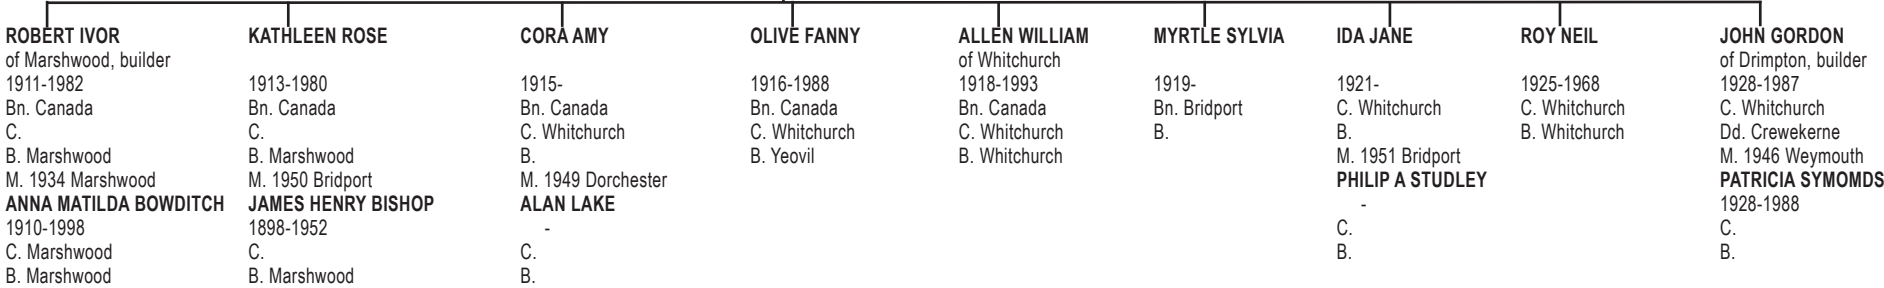 ROBERT IVOR
of Marshwood, builder
1911-1982
Bn. Canada
C.
B. Marshwood
M. 1934 Marshwood
ANNA MATILDA BOWDITCH
1910-1998
C. Marshwood
B. Marshwood
KATHLEEN ROSE
1913-1980
Bn. Canada
C.
B. Marshwood
M. 1950 Bridport
JAMES HENRY BISHOP
1898-1952
C.
B. Marshwood
CORA AMY
1915-
Bn. Canada
C. Whitchurch
B.
M. 1949 Dorchester
ALAN LAKE
-
C.
B.
OLIVE FANNY
1916-1988
Bn. Canada
C. Whitchurch
B. Yeovil
ALLEN WILLIAM
of Whitchurch
1918-1993
Bn. Canada
C. Whitchurch
B. Whitchurch
MYRTLE SYLVIA
1919-
Bn. Bridport
B.
IDA JANE
1921-
C. Whitchurch
B.
M. 1951 Bridport
PHILIP A STUDLEY
-
C.
B.
ROY NEIL
1925-1968
C. Whitchurch
B. Whitchurch
JOHN GORDON
of Drimpton, builder
1928-1987
C. Whitchurch
Dd. Crewekerne
M. 1946 Weymouth
PATRICIA SYMOMDS
1928-1988
C.
B.